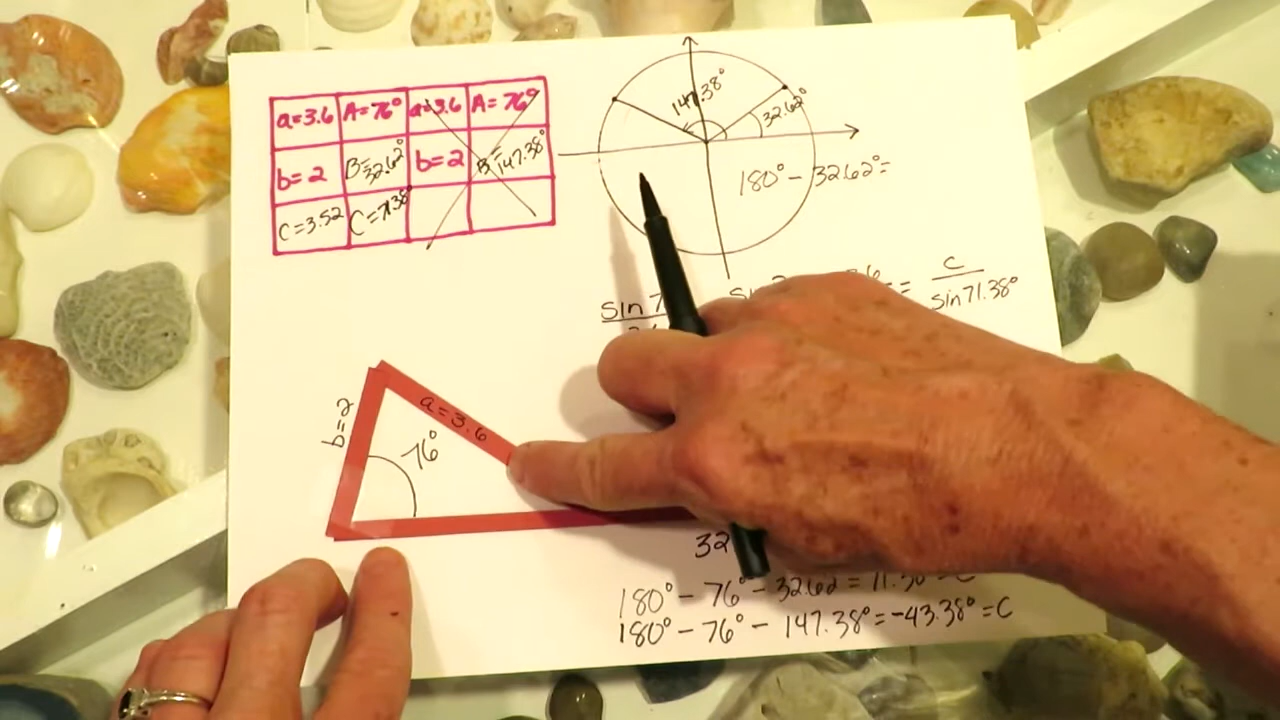 a=3.6 A=76° a=3.6 A=76°
b=2 B=32.62° b=2 B=147.38°
C=3.52 C=71.38°
147.38°
32.62°
180° - 32.62° =
sin
= c
sin 71.38°
b=2
a=3.6
76°
32
180° - 76° - 32.62 =
180° - 76° - 147.38° = -43.38° = C